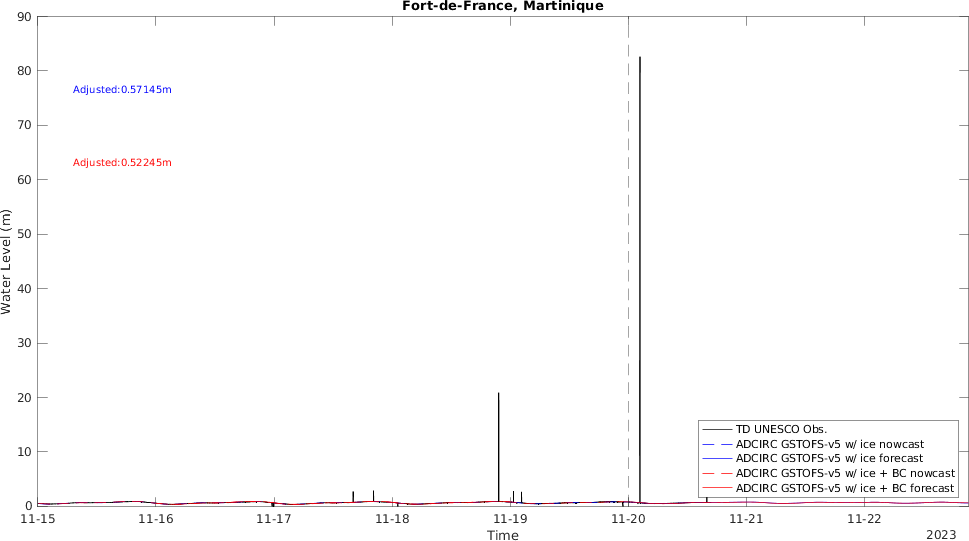 Fort-de-France, Martinique
90
80
70
60
50
40
30
20
10
0
Water Level (m)
Adjusted:0.57145m
Adjusted:0.52245m
TD UNESCO Obs.
ADCIRC GSTOFS-v5 w/ ice nowcast
ADCIRC GSTOFS-v5 w/ ice forecast
ADCIRC GSTOFS-v5 w/ ice + BC nowcast
ADCIRC GSTOFS-v5 w/ ice + BC forecast
11-15 11-16 11-17 11-18 11-19 11-20 11-21 11-22
Time
2023